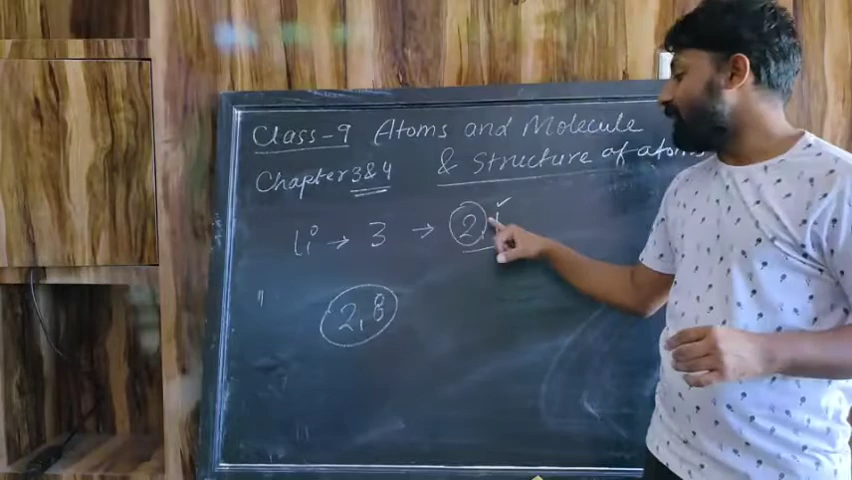 Class-9 Atoms and Molecule
Chapter 3&4 & Structure of atoms
Li → 3 → 2,
2,8